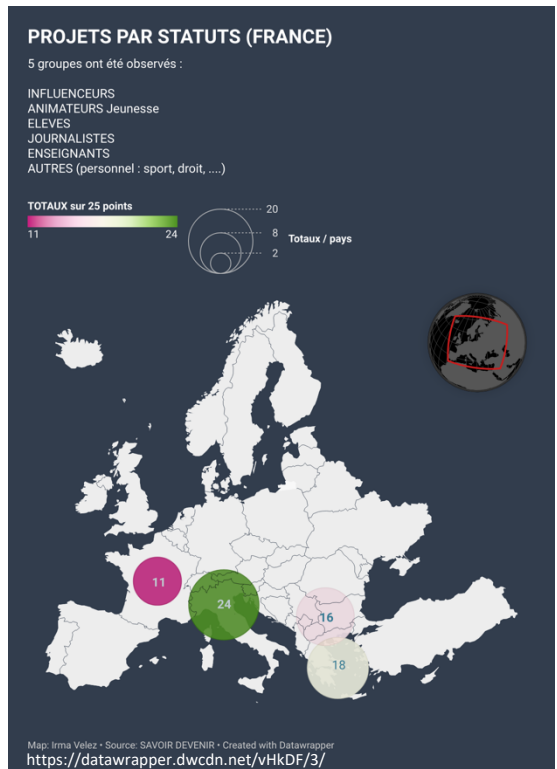 PROJETS PAR STATUTS (FRANCE)
5 groupes ont été observés :
INFLUENCEURS
ANIMATEURS Jeunesse
ELEVES
JOURNALISTES
ENSEIGNANTS
AUTRES (personnel : sport, droit, ....)
TOTAUX sur 25 points
11 24
20
8
2
Totaux / pays
11
24
16
18
Map: Irma Velez • Source: SAVOIR DEVENIR • Created with Datawrapper
https://datawrapper.dwcdn.net/vHkDF/3/